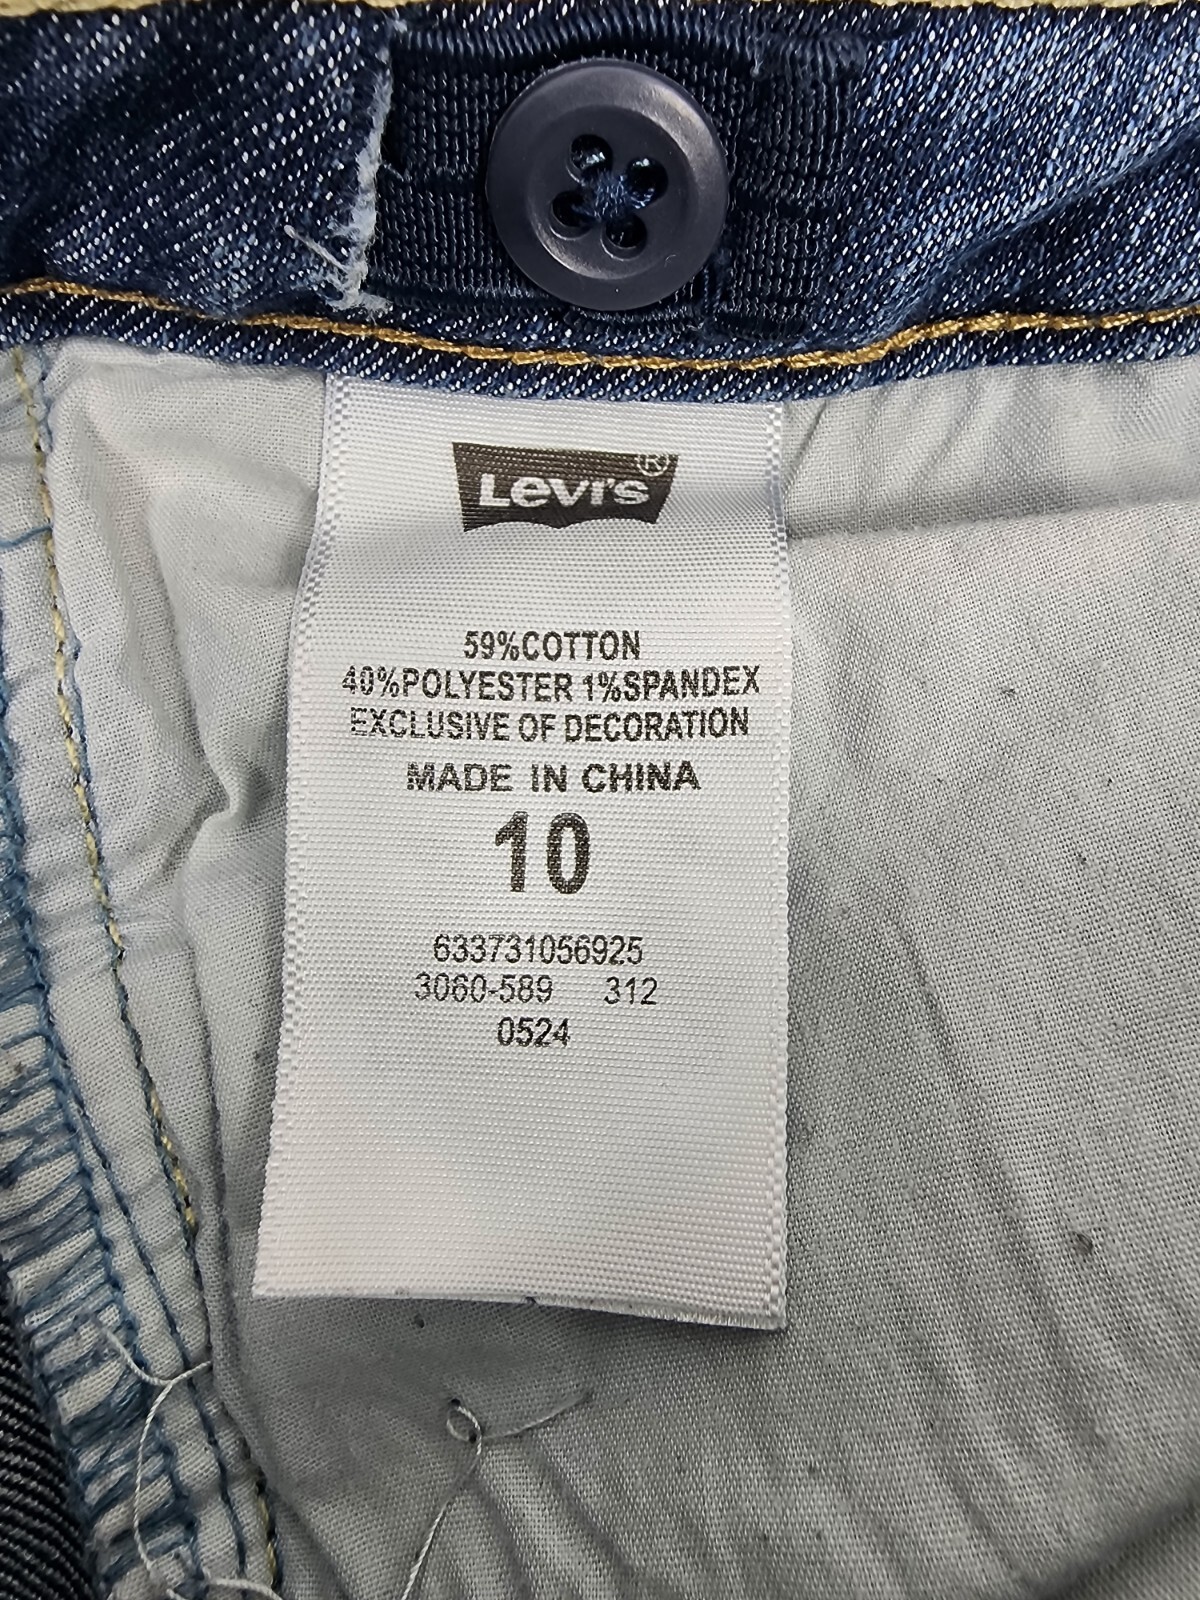 Levi's®
59%COTTON
40%POLYESTER 1%SPANDEX
EXCLUSIVE OF DECORATION
MADE IN CHINA
10
633731056925
3060-589 312
0524